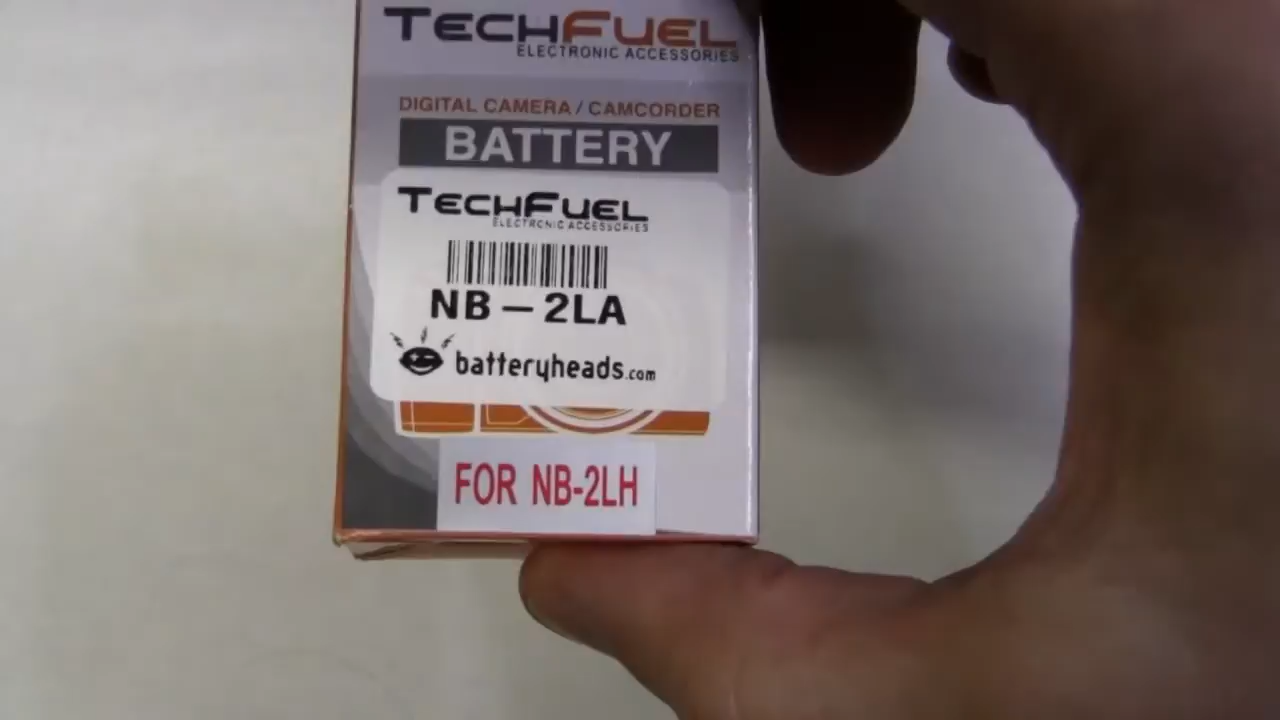 TECHFUEL
ELECTRONIC ACCESSORIES
DIGITAL CAMERA / CAMCORDER
BATTERY
TECHFUEL
ELECTRONIC ACCESSORIES
NB – 2LA
batteryheads.com
FOR NB-2LH